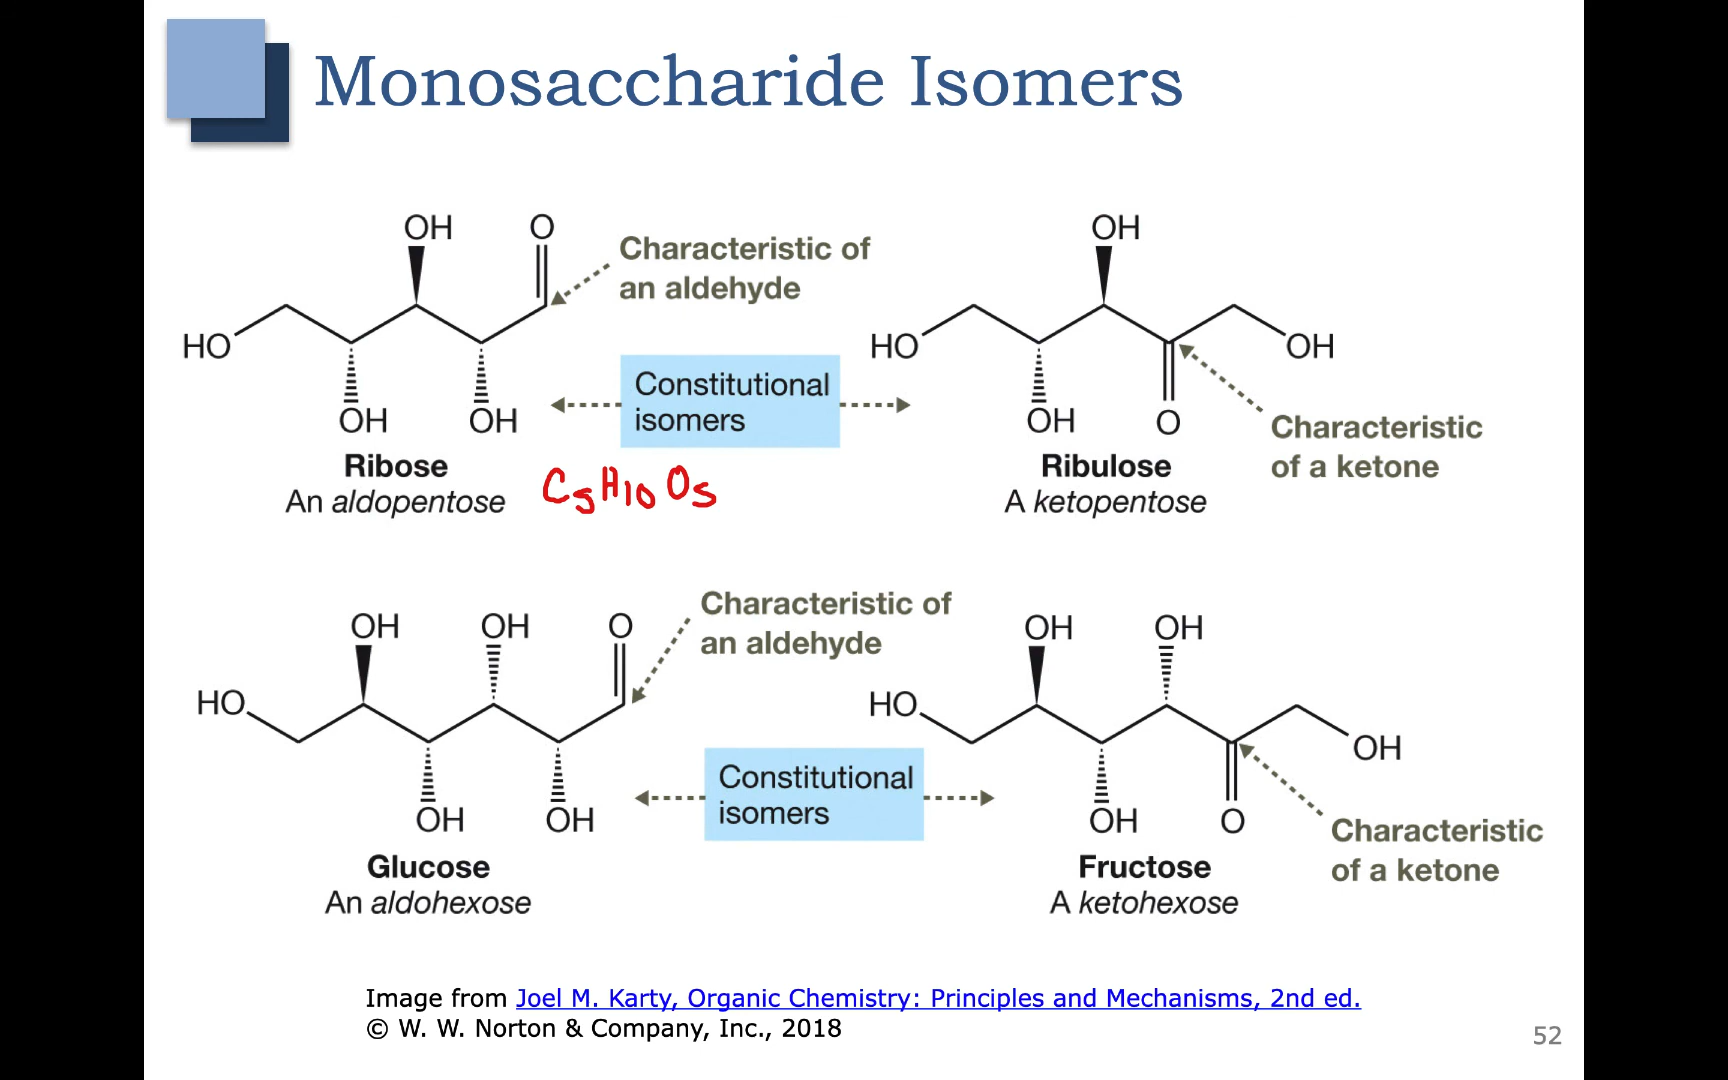 Monosaccharide Isomers
OH
O
Characteristic of
an aldehyde
HO
OH
OH
Ribose
An aldopentose
Constitutional
isomers
C5H10O5
OH
HO
OH
OH
O
Characteristic
of a ketone
Ribulose
A ketopentose
OH
OH
O
Characteristic of
an aldehyde
HO
OH
OH
Glucose
An aldohexose
Constitutional
isomers
OH
OH
HO
OH
OH
O
Characteristic
of a ketone
Fructose
A ketohexose
Image from Joel M. Karty, Organic Chemistry: Principles and Mechanisms, 2nd ed.
© W. W. Norton & Company, Inc., 2018
52